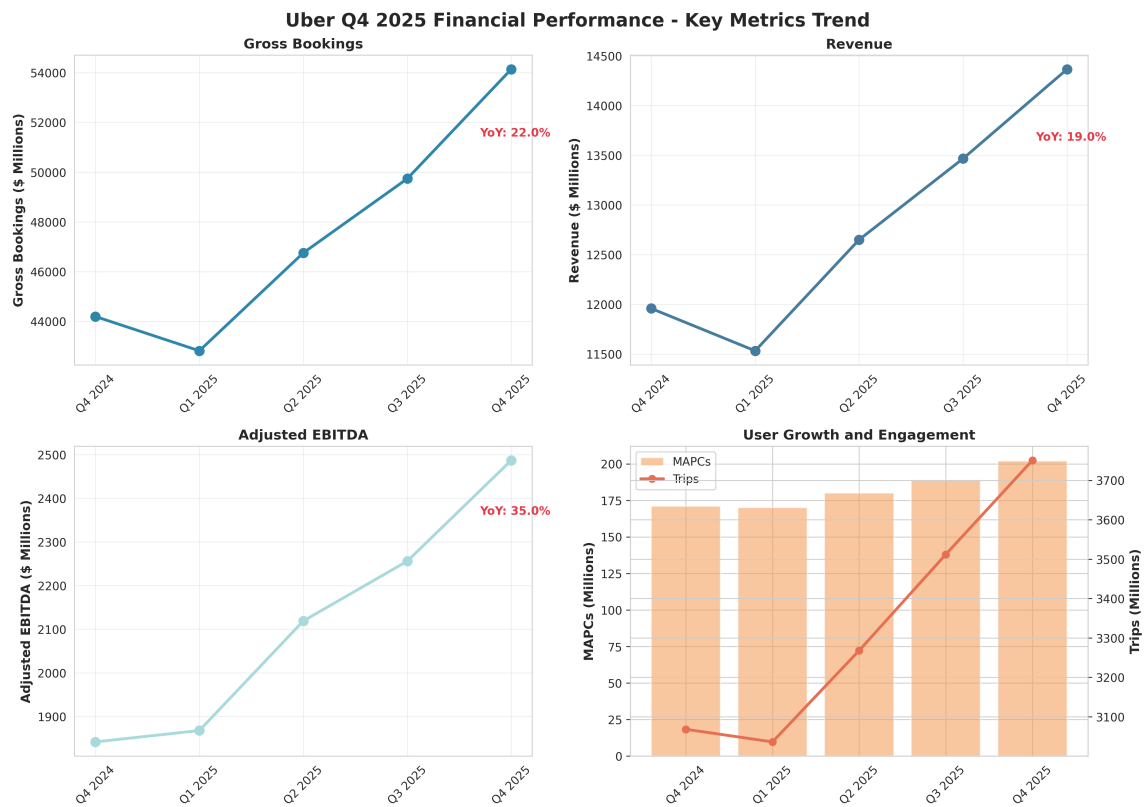 Uber Q4 2025 Financial Performance - Key Metrics Trend
Gross Bookings
Gross Bookings ($ Millions)
54000
52000
50000
48000
46000
44000
YoY: 22.0%
Q4 2024
Q1 2025
Q2 2025
Q3 2025
Q4 2025
Revenue
Revenue ($ Millions)
14500
14000
13500
13000
12500
12000
11500
YoY: 19.0%
Q4 2024
Q1 2025
Q2 2025
Q3 2025
Q4 2025
Adjusted EBITDA
Adjusted EBITDA ($ Millions)
2500
2400
2300
2200
2100
2000
1900
YoY: 35.0%
Q4 2024
Q1 2025
Q2 2025
Q3 2025
Q4 2025
User Growth and Engagement
MAPCs
Trips
MAPCs (Millions)
200
175
150
125
100
75
50
25
0
3700
3600
3500
3400
3300
3200
3100
Trips (Millions)
Q4 2024
Q1 2025
Q2 2025
Q3 2025
Q4 2025